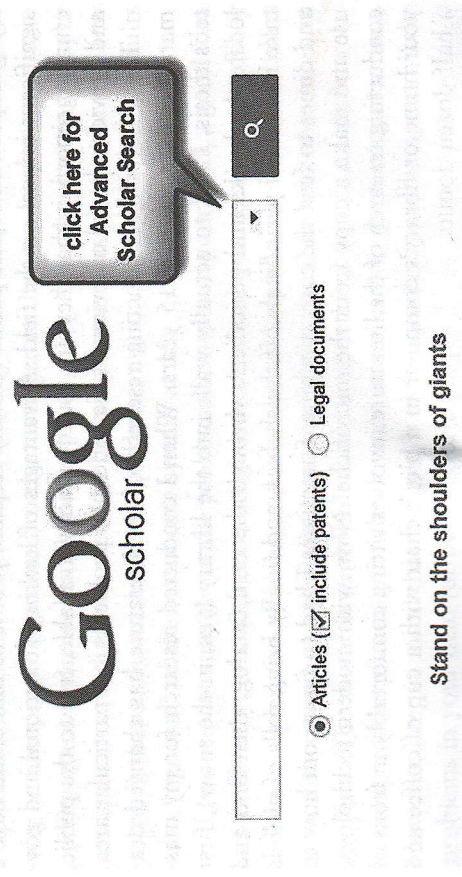 Google
scholar
click here for
Advanced
Scholar Search
Articles (include patents) Legal documents
Stand on the shoulders of giants